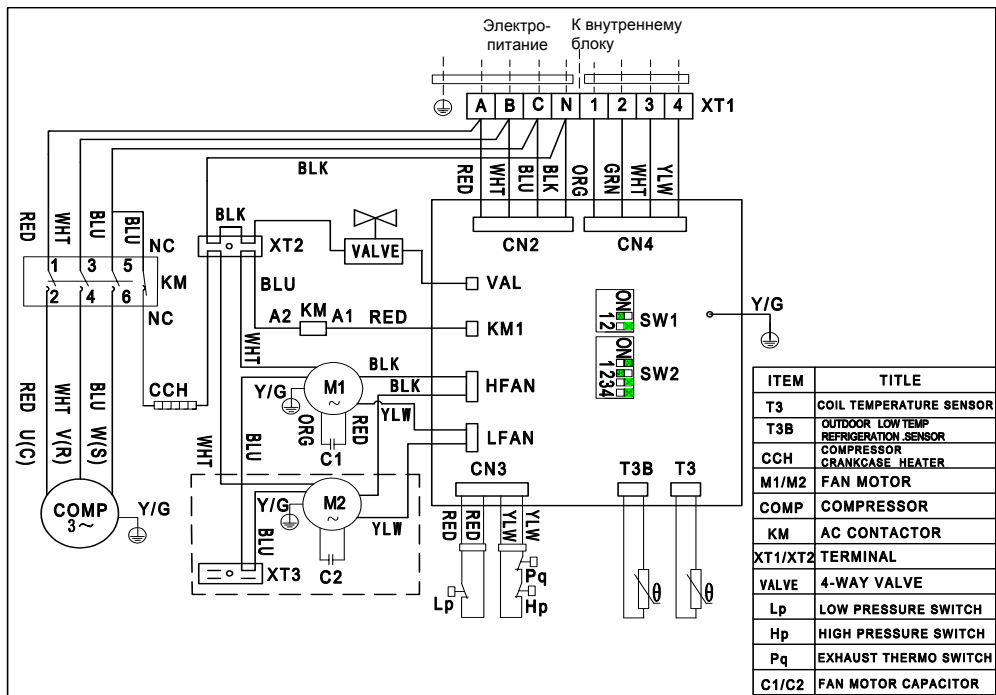 Электро-
питание
К внутреннему
блоку
A B C N 1 2 3 4 XT1
BLK
RED WHT BLU BLK ORG GRN WHT YLW
RED WHT BLU BLU NC
BLK
XT2
VALVE
CN2 CN4
1 3 5
KM
2 4 6
NC
BLU
VAL
ON
12
SW1
Y/G
A2 KM A1 RED
KM1
ON
1234
SW2
WHT
CCH
Y/G
M1
~
BLK
BLK
HFAN
ORG RED
YLW
C1
LFAN
RED U(C)
WHT V(R)
BLU W(S)
WHT BLU
CN3
T3B T3
COMP
3~
Y/G
Y/G
M2
~
YLW
BLU
C2
XT3
RED RED YLW YLW
Lp
Pq
Hp
θ θ
ITEM TITLE
T3 COIL TEMPERATURE SENSOR
T3B OUTDOOR LOW TEMP
REFRIGERATION .SENSOR
CCH COMPRESSOR
CRANKCASE HEATER
M1/M2 FAN MOTOR
COMP COMPRESSOR
KM AC CONTACTOR
XT1/XT2 TERMINAL
VALVE 4-WAY VALVE
Lp LOW PRESSURE SWITCH
Hp HIGH PRESSURE SWITCH
Pq EXHAUST THERMO SWITCH
C1/C2 FAN MOTOR CAPACITOR